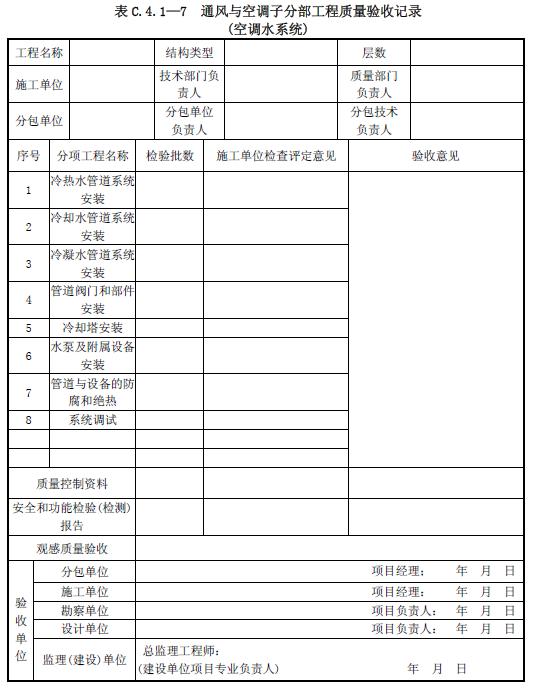 表 C.4.1—7 通风与空调子分部工程质量验收记录
(空调水系统)
工程名称 结构类型 层数
施工单位 技术部门负
责人 质量部门
负责人
分包单位 分包单位
负责人 分包技术
负责人
序号 分项工程名称 检验批数 施工单位检查评定意见 验收意见
1 冷热水管道系统
安装
2 冷却水管道系统
安装
3 冷凝水管道系统
安装
4 管道阀门和部件
安装
5 冷却塔安装
6 水泵及附属设备
安装
7 管道与设备的防
腐和绝热
8 系统调试
质量控制资料
安全和功能检验(检测)
报告
观感质量验收
验收单位
分包单位 项目经理: 年 月 日
施工单位 项目经理: 年 月 日
勘察单位 项目负责人: 年 月 日
设计单位 项目负责人: 年 月 日
监理(建设)单位 总监理工程师:
(建设单位项目专业负责人) 年 月 日